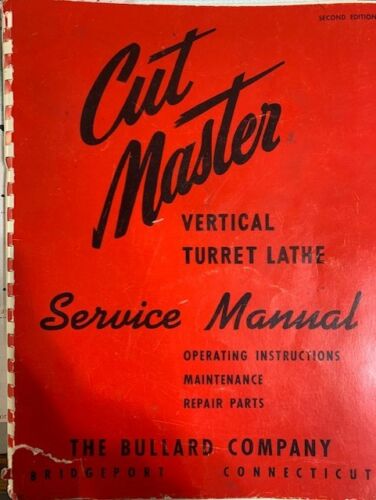 SECOND EDITION
Cut
Master
VERTICAL
TURRET LATHE
Service Manual
OPERATING INSTRUCTIONS
MAINTENANCE
REPAIR PARTS
THE BULLARD COMPANY
BRIDGEPORT CONNECTICUT